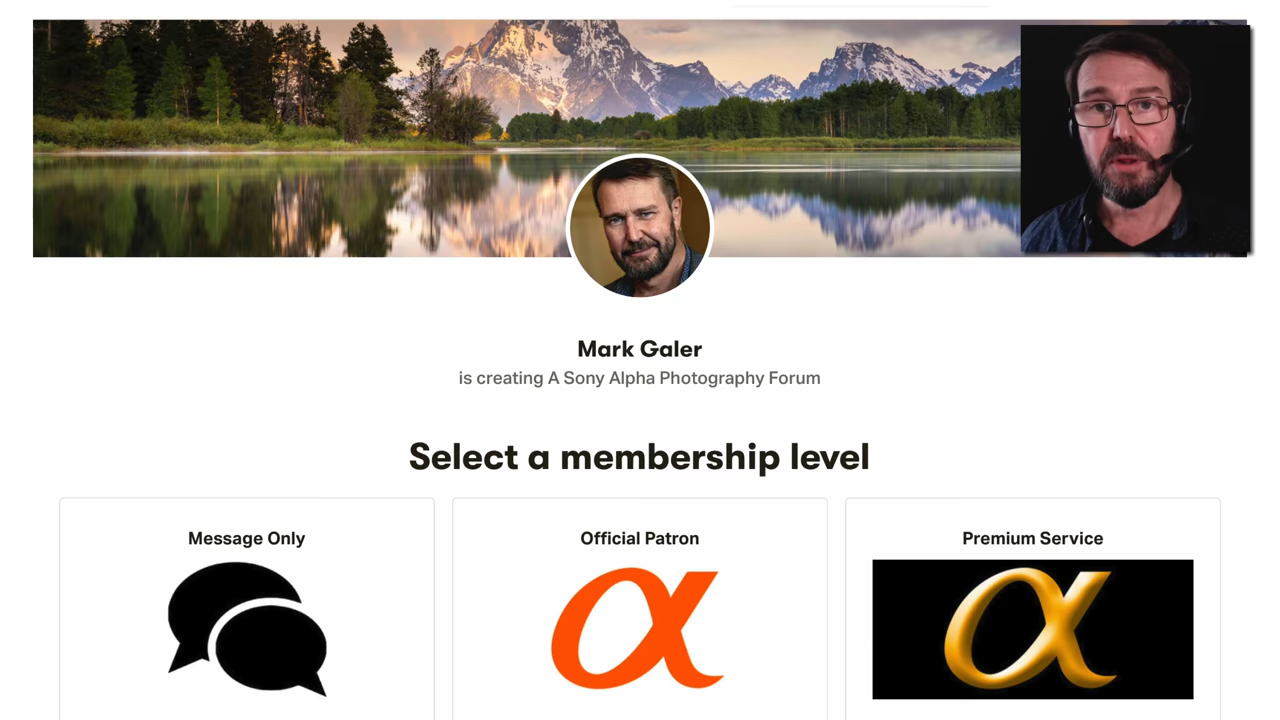 Mark Galer
is creating A Sony Alpha Photography Forum
Select a membership level
Message Only
Official Patron
Premium Service